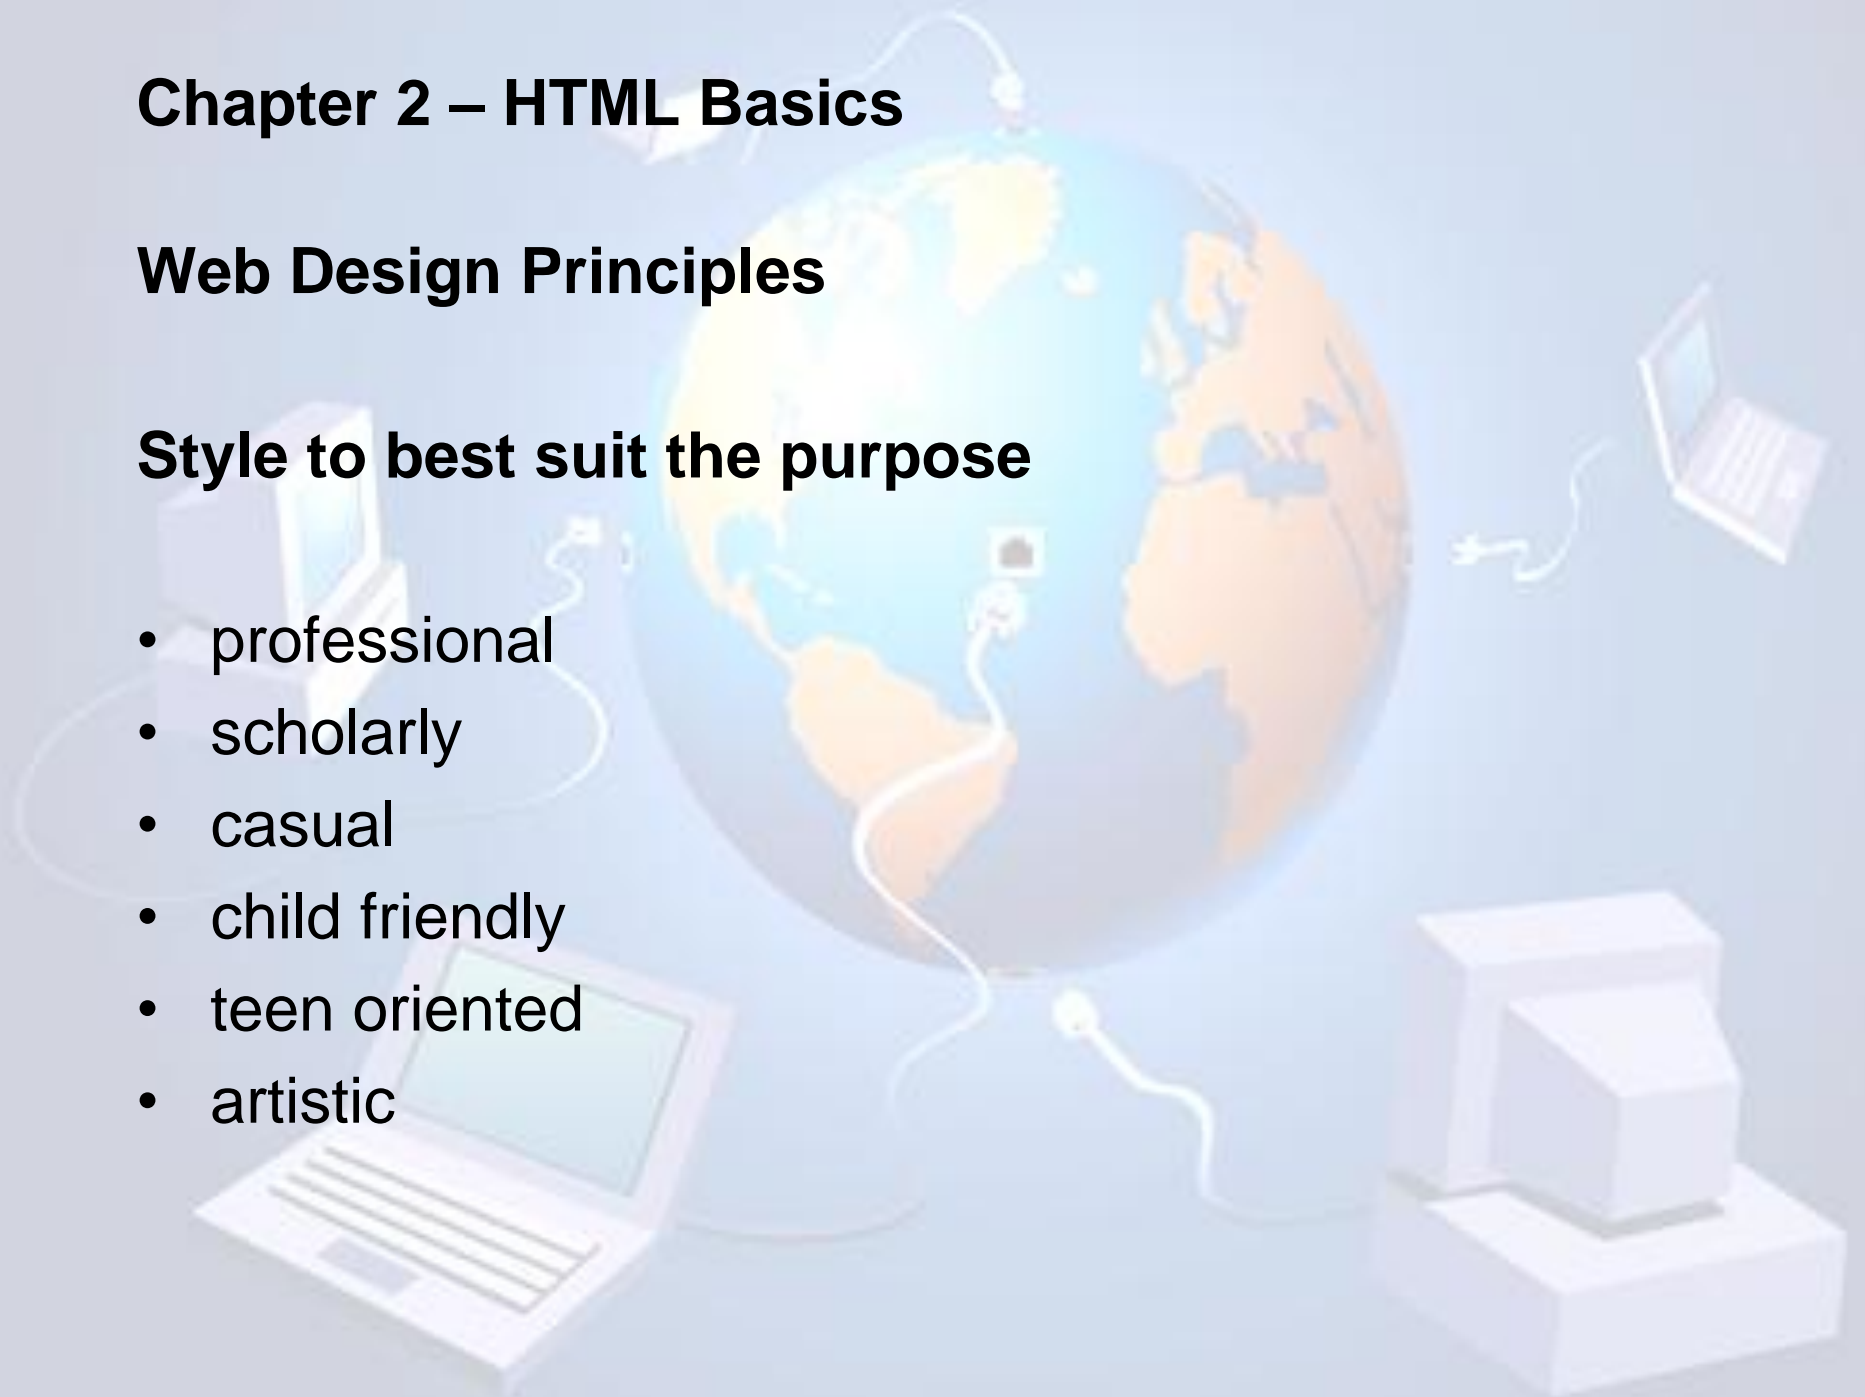 Chapter 2 – HTML Basics
Web Design Principles
Style to best suit the purpose
• professional
• scholarly
• casual
• child friendly
• teen oriented
• artistic